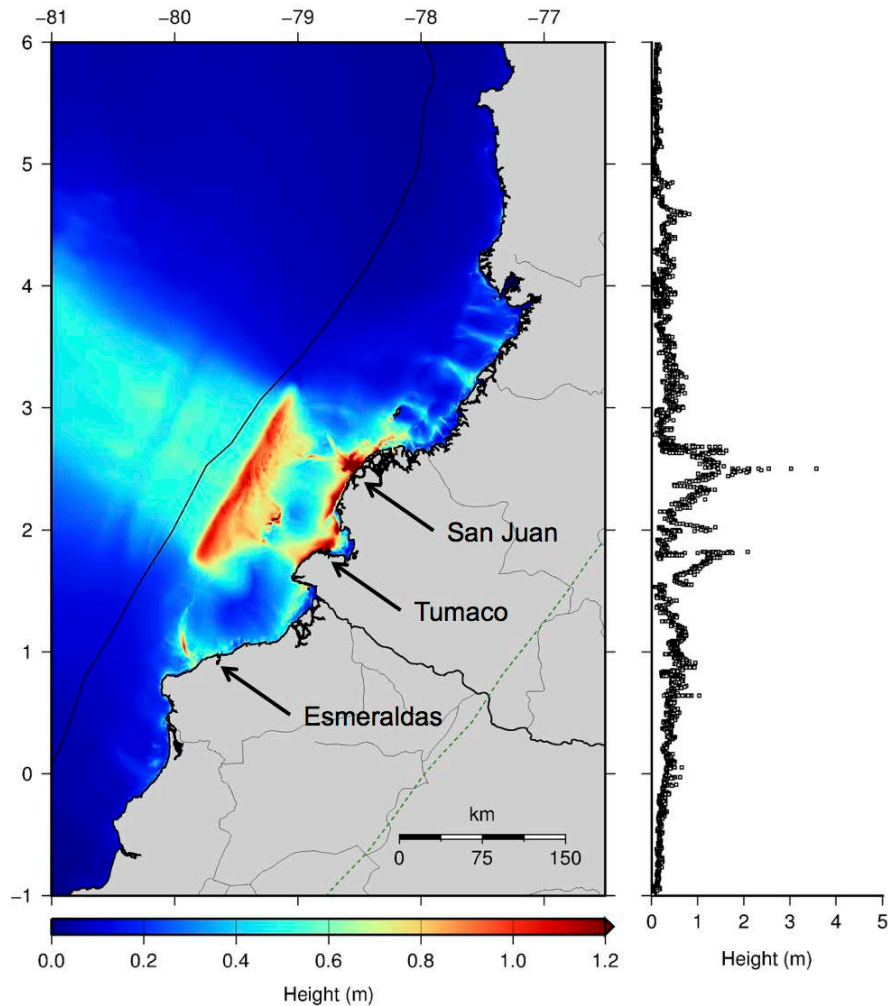 −81 −80 −79 −78 −77
6
5
4
3
2
1
0
−1
San Juan
Tumaco
Esmeraldas
km
0 75 150
0.0 0.2 0.4 0.6 0.8 1.0 1.2
Height (m)
0 1 2 3 4 5
Height (m)